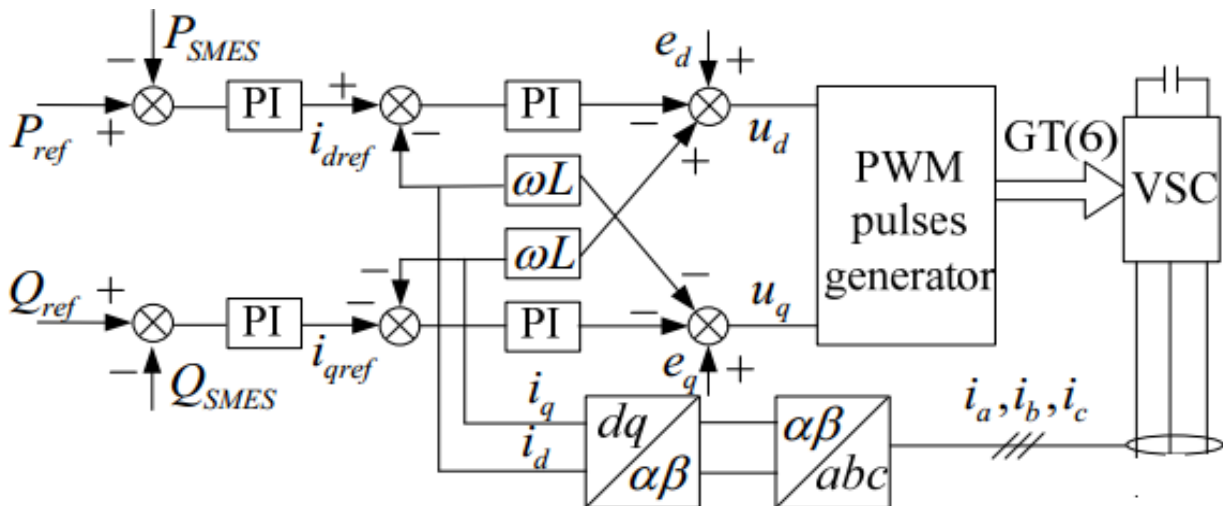 P_SMES
−
e_d
+
PI
+
PI
P_ref
+
i_dref
−
−
u_d
GT(6)
+
ωL
PWM
pulses
generator
VSC
ωL
−
−
−
Q_ref
+
PI
−
PI
−
u_q
i_qref
−
Q_SMES
e_q
+
i_q
i_d
dq
αβ
αβ
abc
i_a, i_b, i_c